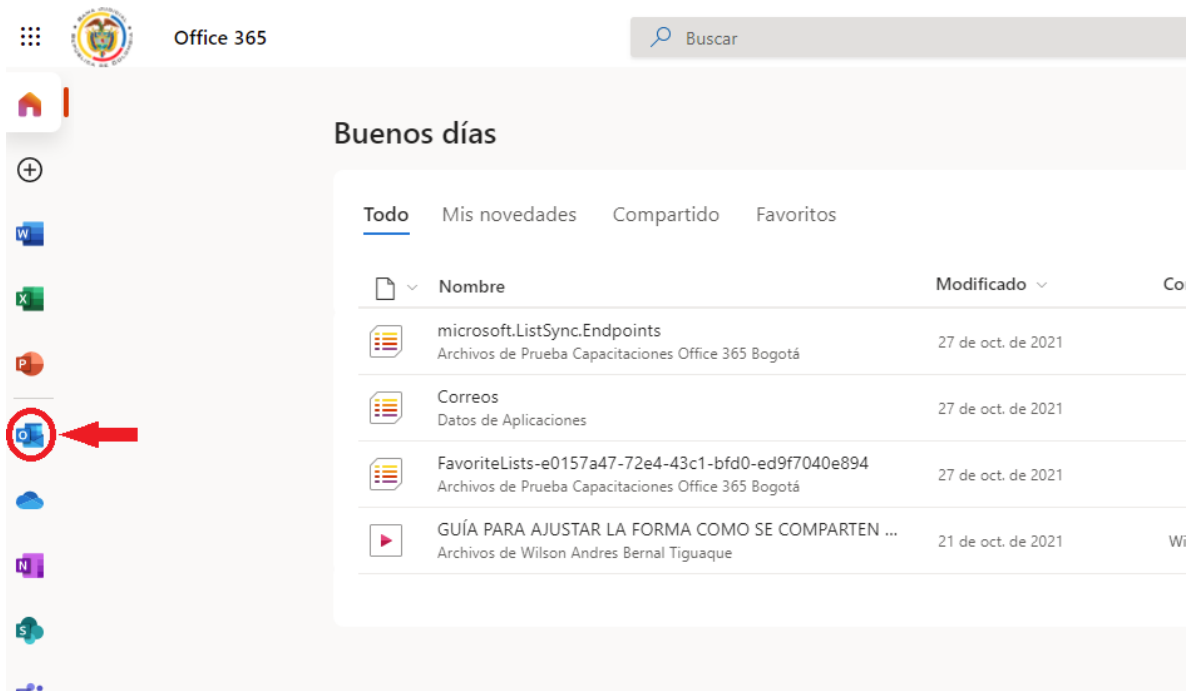 Office 365
Buscar
Buenos días
Todo Mis novedades Compartido Favoritos
Nombre Modificado
microsoft.ListSync.Endpoints
Archivos de Prueba Capacitaciones Office 365 Bogotá
27 de oct. de 2021
Correos
Datos de Aplicaciones
27 de oct. de 2021
FavoriteLists-e0157a47-72e4-43c1-bfd0-ed9f7040e894
Archivos de Prueba Capacitaciones Office 365 Bogotá
27 de oct. de 2021
GUÍA PARA AJUSTAR LA FORMA COMO SE COMPARTEN ...
Archivos de Wilson Andres Bernal Tiguaque
21 de oct. de 2021